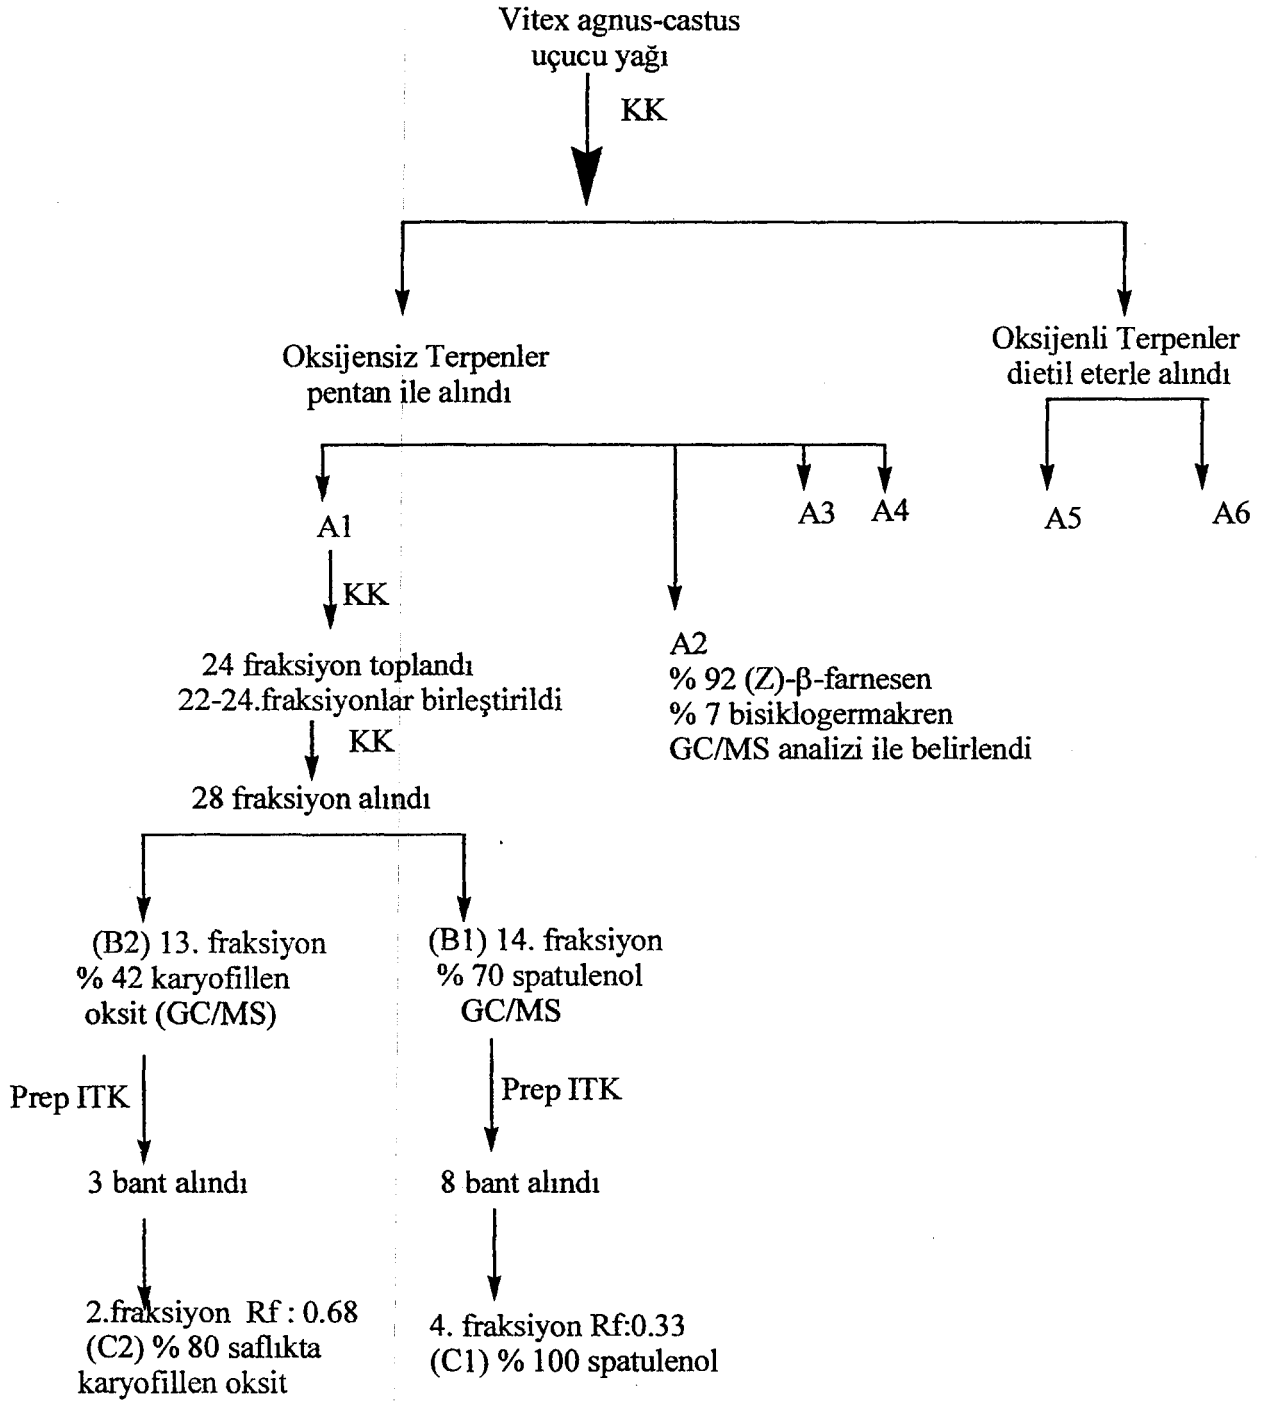 Vitex agnus-castus
uçucu yağı
KK
Oksijensiz Terpenler
pentan ile alındı
Oksijenli Terpenler
dietil eterle alındı
A1
A3
A4
A5
A6
KK
24 fraksiyon toplandı
22-24.fraksiyonlar birleştirildi
A2
% 92 (Z)-β-farnesen
% 7 bisiklogermakren
GC/MS analizi ile belirlendi
KK
28 fraksiyon alındı
(B2) 13. fraksiyon
% 42 karyofillen
oksit (GC/MS)
(B1) 14. fraksiyon
% 70 spatulenol
GC/MS
Prep ITK
Prep ITK
3 bant alındı
8 bant alındı
2.fraksiyon Rf : 0.68
(C2) % 80 saflıkta
karyofillen oksit
4. fraksiyon Rf:0.33
(C1) % 100 spatulenol